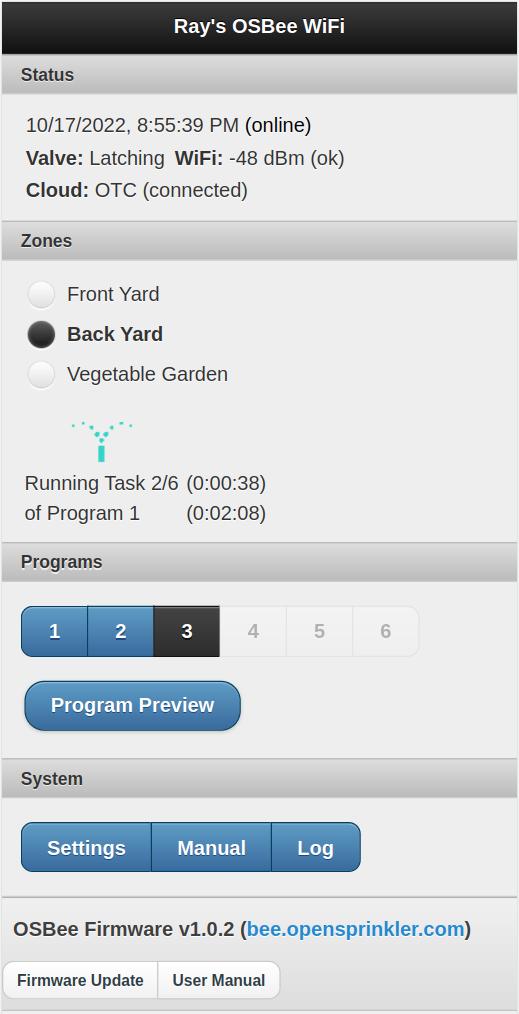 Ray's OSBee WiFi
Status
10/17/2022, 8:55:39 PM (online)
Valve: Latching WiFi: -48 dBm (ok)
Cloud: OTC (connected)
Zones
Front Yard
Back Yard
Vegetable Garden
Running Task 2/6 (0:00:38)
of Program 1 (0:02:08)
Programs
1 2 3 4 5 6
Program Preview
System
Settings Manual Log
OSBee Firmware v1.0.2 (bee.opensprinkler.com)
Firmware Update User Manual